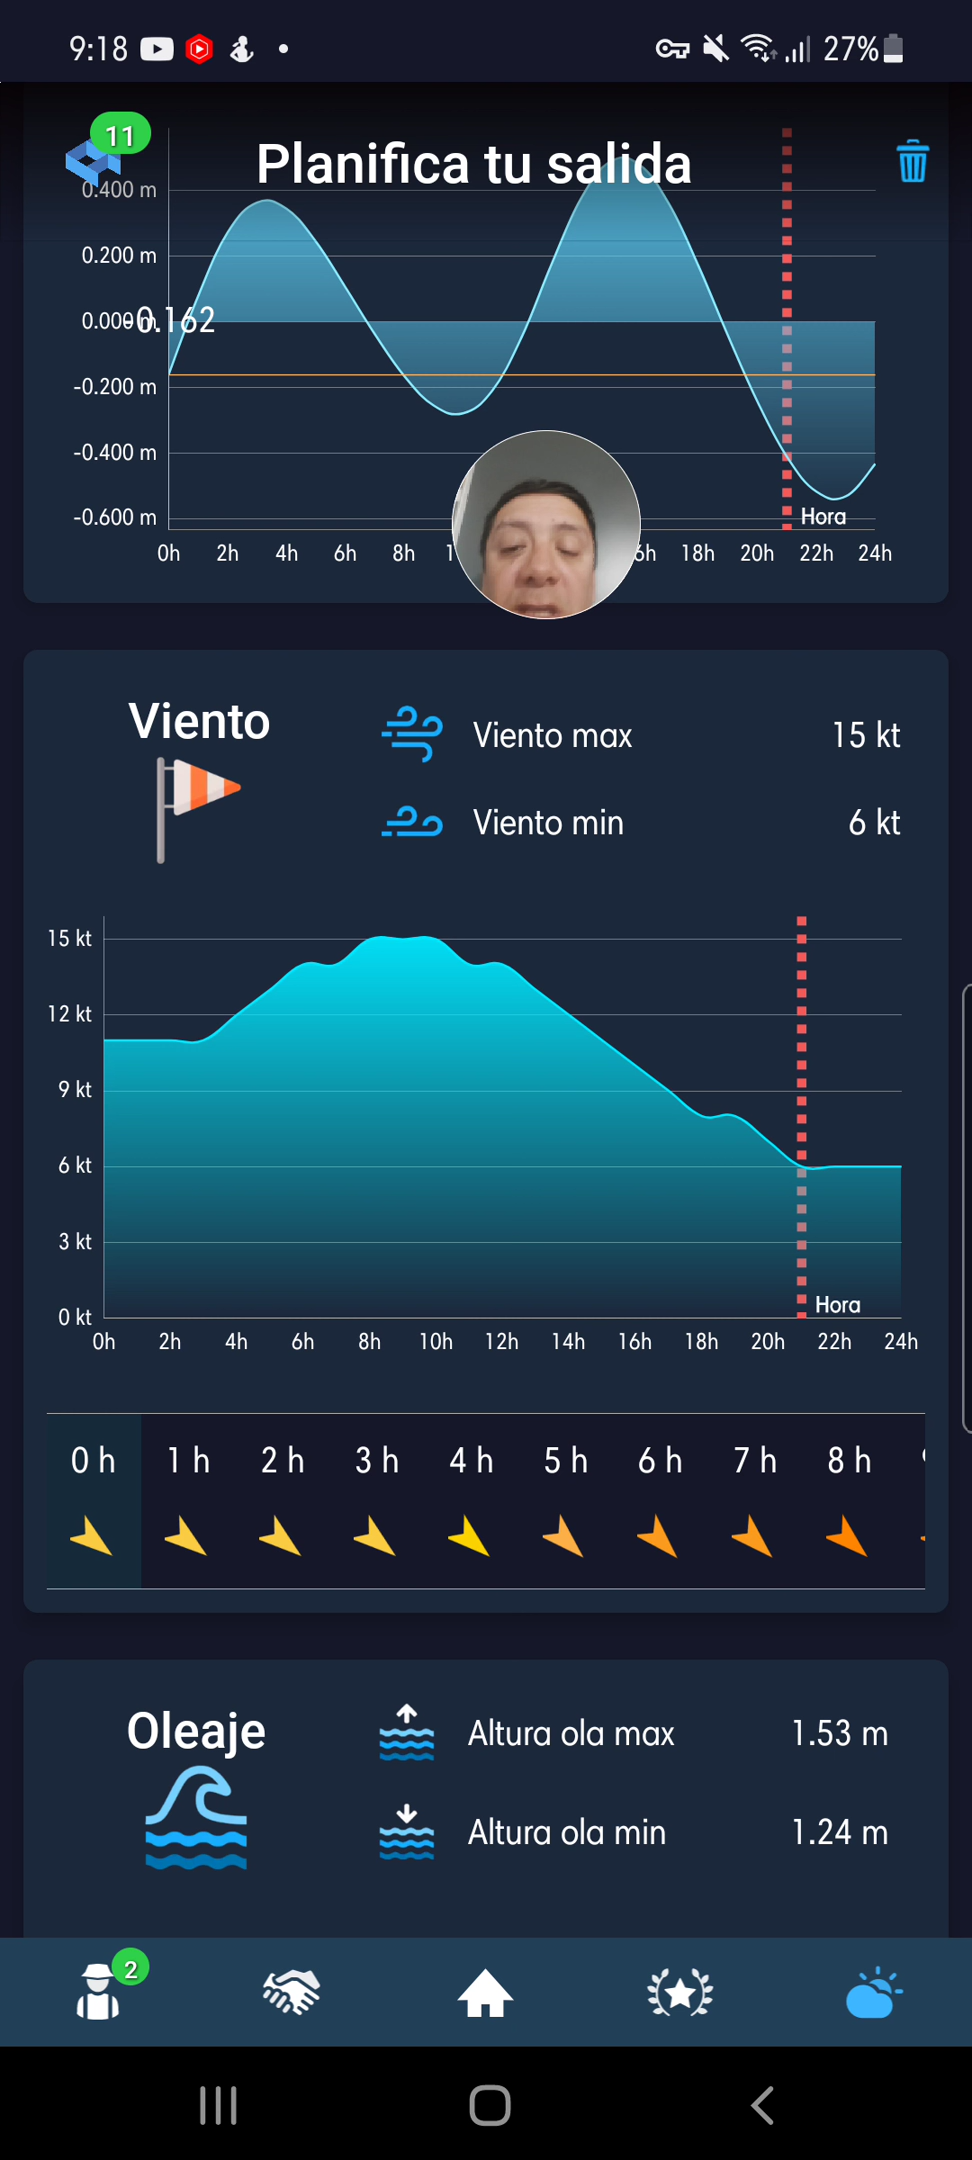 9:18 27%
11
Planifica tu salida
0.400 m
0.200 m
0.000 m
-0.162
-0.200 m
-0.400 m
-0.600 m
Hora
0h 2h 4h 6h 8h 18h 20h 22h 24h
Viento
Viento max 15 kt
Viento min 6 kt
15 kt
12 kt
9 kt
6 kt
3 kt
0 kt
Hora
0h 2h 4h 6h 8h 10h 12h 14h 16h 18h 20h 22h 24h
0 h 1 h 2 h 3 h 4 h 5 h 6 h 7 h 8 h
Oleaje
Altura ola max 1.53 m
Altura ola min 1.24 m
2